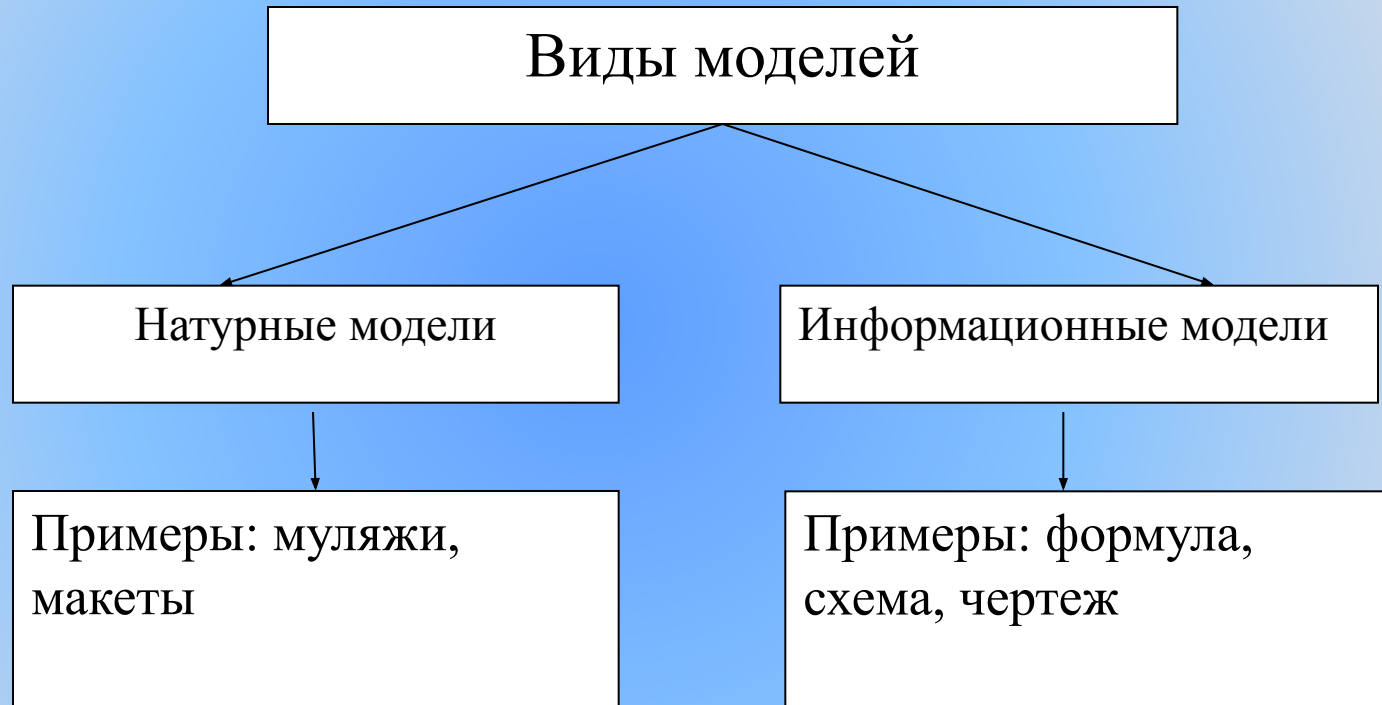 Виды моделей
Натурные модели
Информационные модели
Примеры: муляжи,
макеты
Примеры: формула,
схема, чертеж